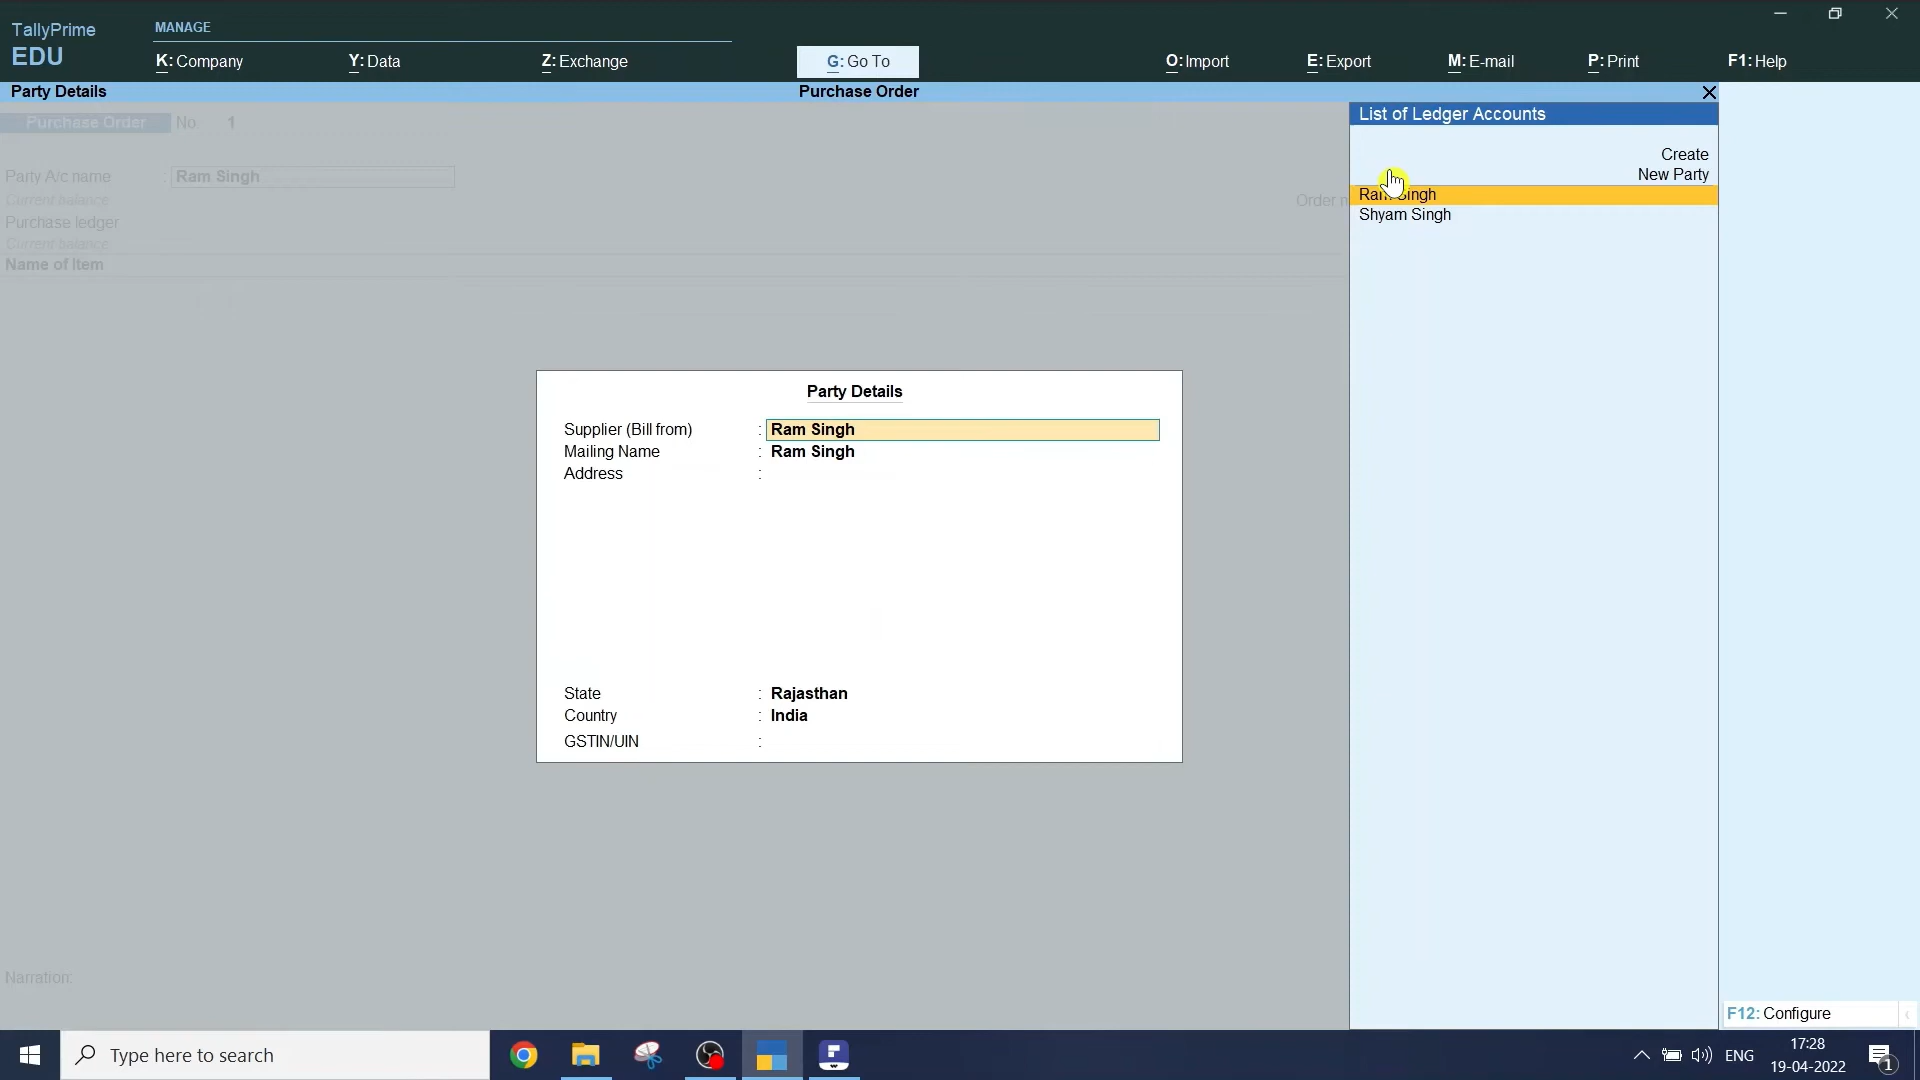 TallyPrime
EDU
MANAGE
K: Company
Y: Data
Z: Exchange
G: Go To
O: Import
E: Export
M: E-mail
P: Print
F1: Help
Party Details
Purchase Order
Purchase Order No. 1
Party A/c name : Ram Singh
Current balance
Order n
Purchase ledger
Current balance
Name of Item
List of Ledger Accounts
Create
New Party
Ram Singh
Shyam Singh
Party Details
Supplier (Bill from) : Ram Singh
Mailing Name : Ram Singh
Address :
State : Rajasthan
Country : India
GSTIN/UIN :
Narration:
F12: Configure
Type here to search
ENG
17:28
19-04-2022
1